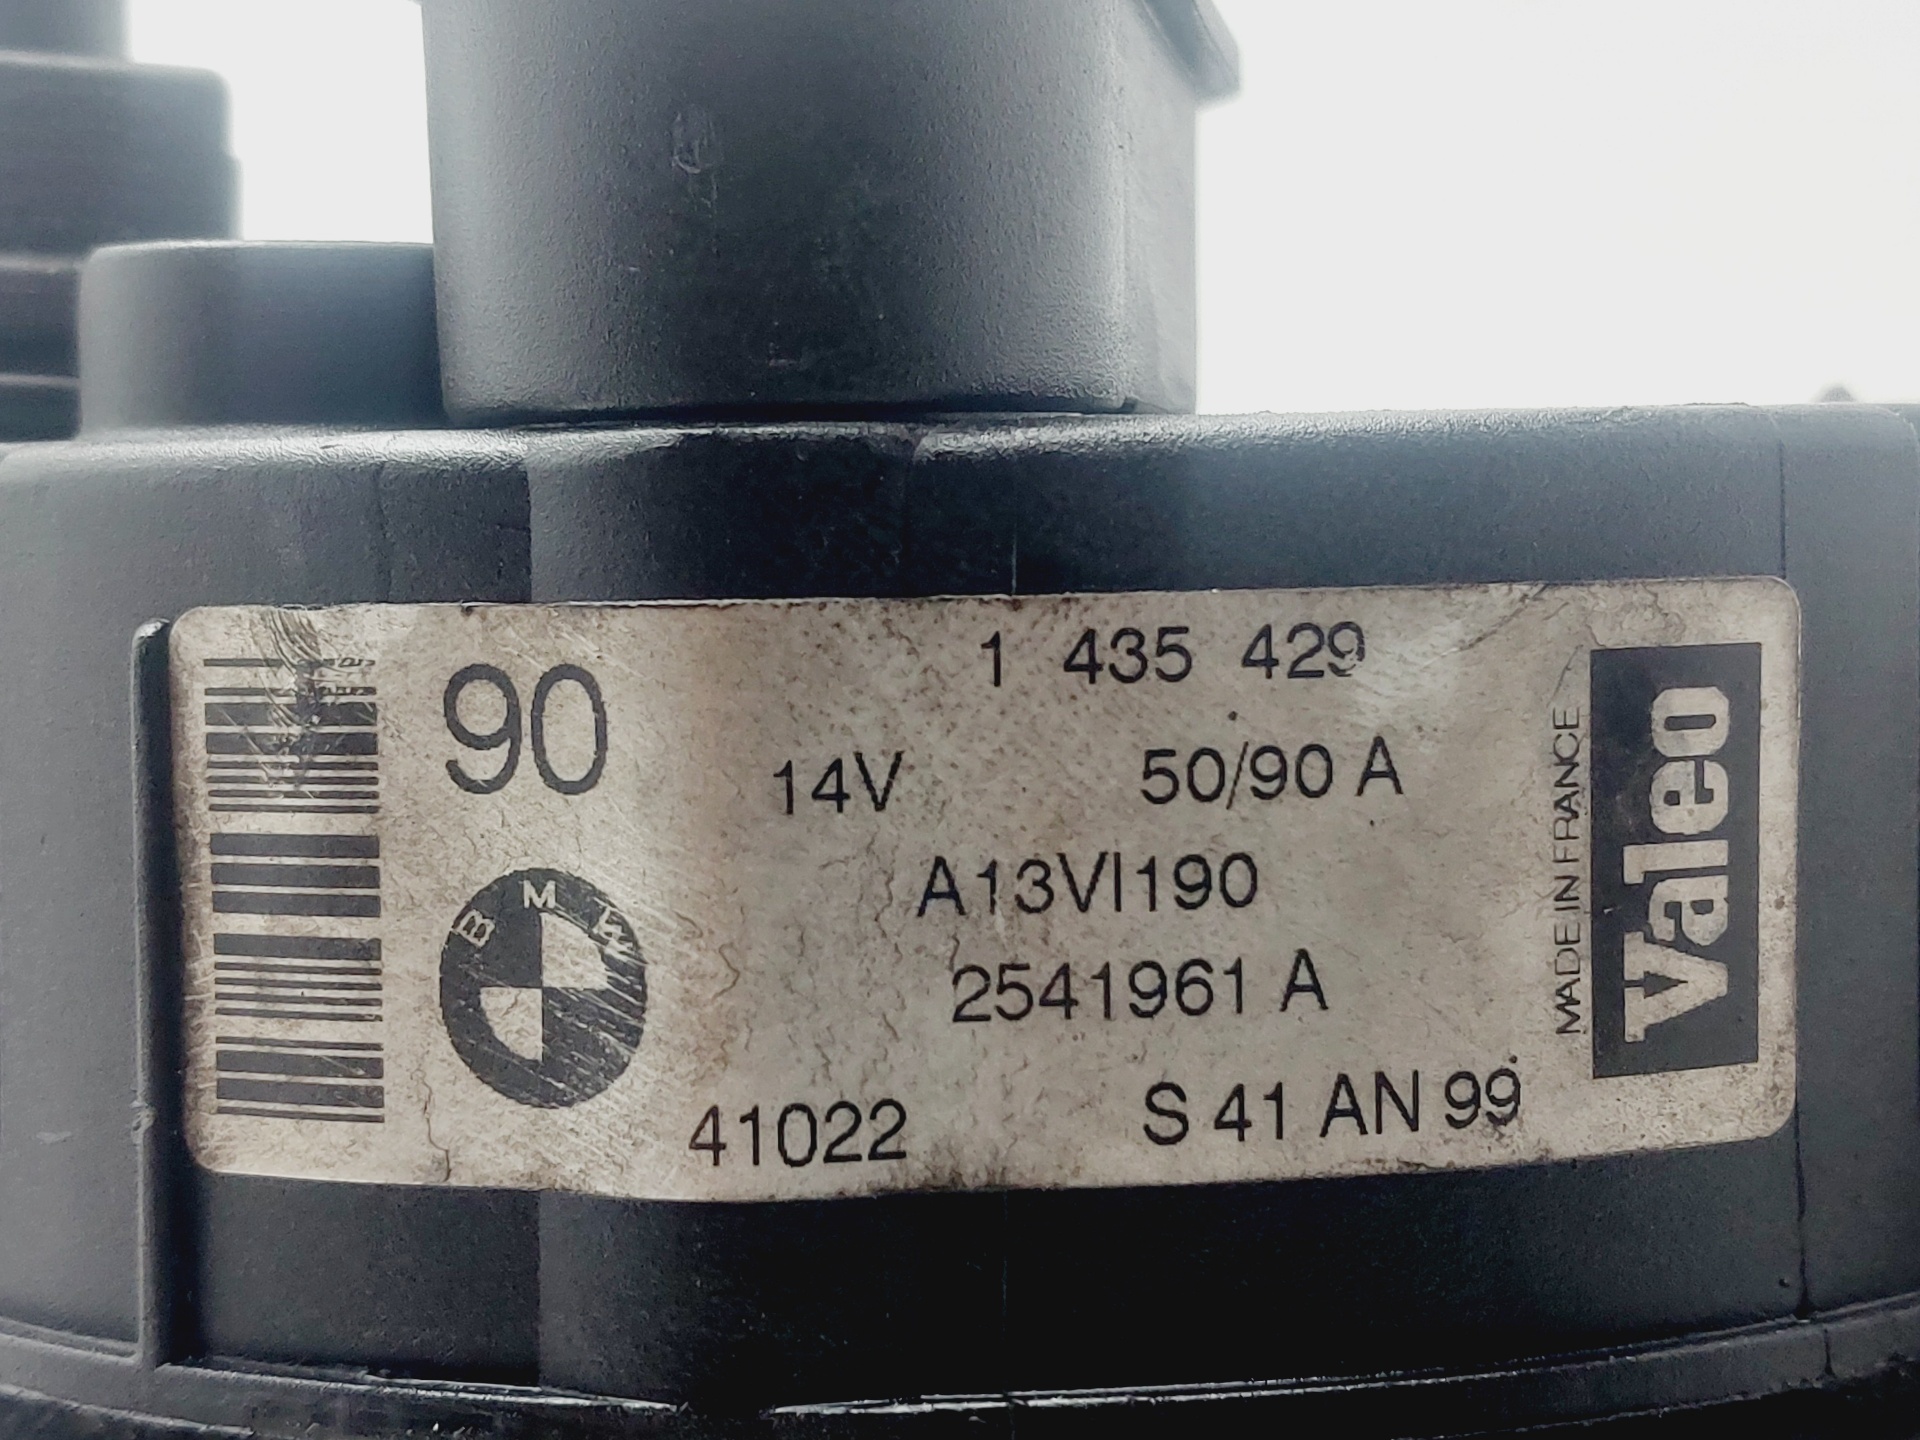 90
B M W
1 435 429
14V 50/90 A
A13VI190
2541961 A
41022 S 41 AN 99
MADE IN FRANCE
Valeo